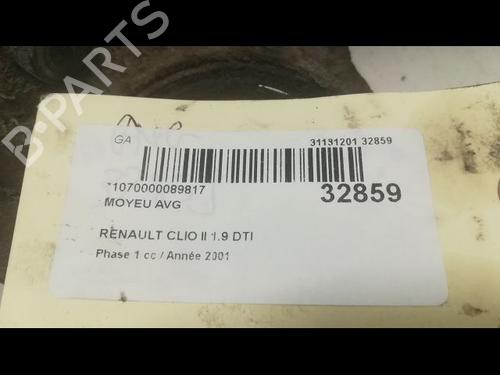 GA 31131201 32859
*1070000089817 32859
MOYEU AVG
RENAULT CLIO II 1.9 DTI
Phase 1 cc / Année 2001
B-PARTS